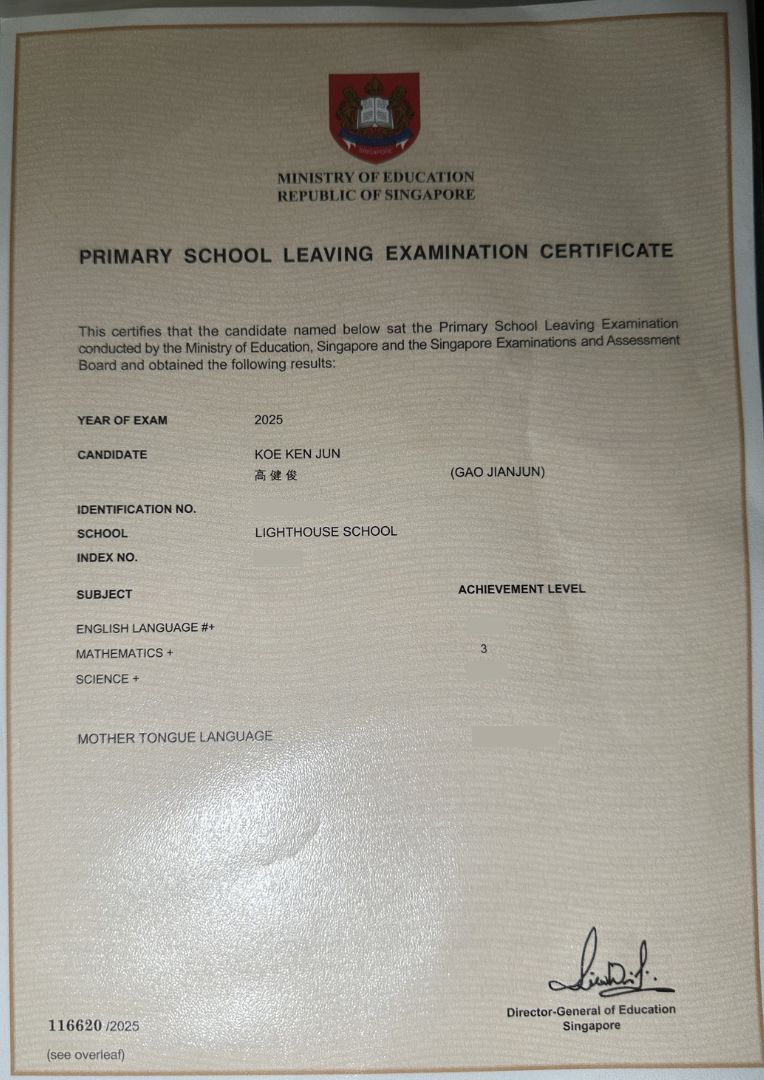 SINGAPORE
MINISTRY OF EDUCATION
REPUBLIC OF SINGAPORE
PRIMARY SCHOOL LEAVING EXAMINATION CERTIFICATE
This certifies that the candidate named below sat the Primary School Leaving Examination
conducted by the Ministry of Education, Singapore and the Singapore Examinations and Assessment
Board and obtained the following results:
YEAR OF EXAM 2025
CANDIDATE KOE KEN JUN
高健俊 (GAO JIANJUN)
IDENTIFICATION NO.
SCHOOL LIGHTHOUSE SCHOOL
INDEX NO.
SUBJECT ACHIEVEMENT LEVEL
ENGLISH LANGUAGE #+
MATHEMATICS + 3
SCIENCE +
MOTHER TONGUE LANGUAGE
Director-General of Education
Singapore
116620 /2025
(see overleaf)